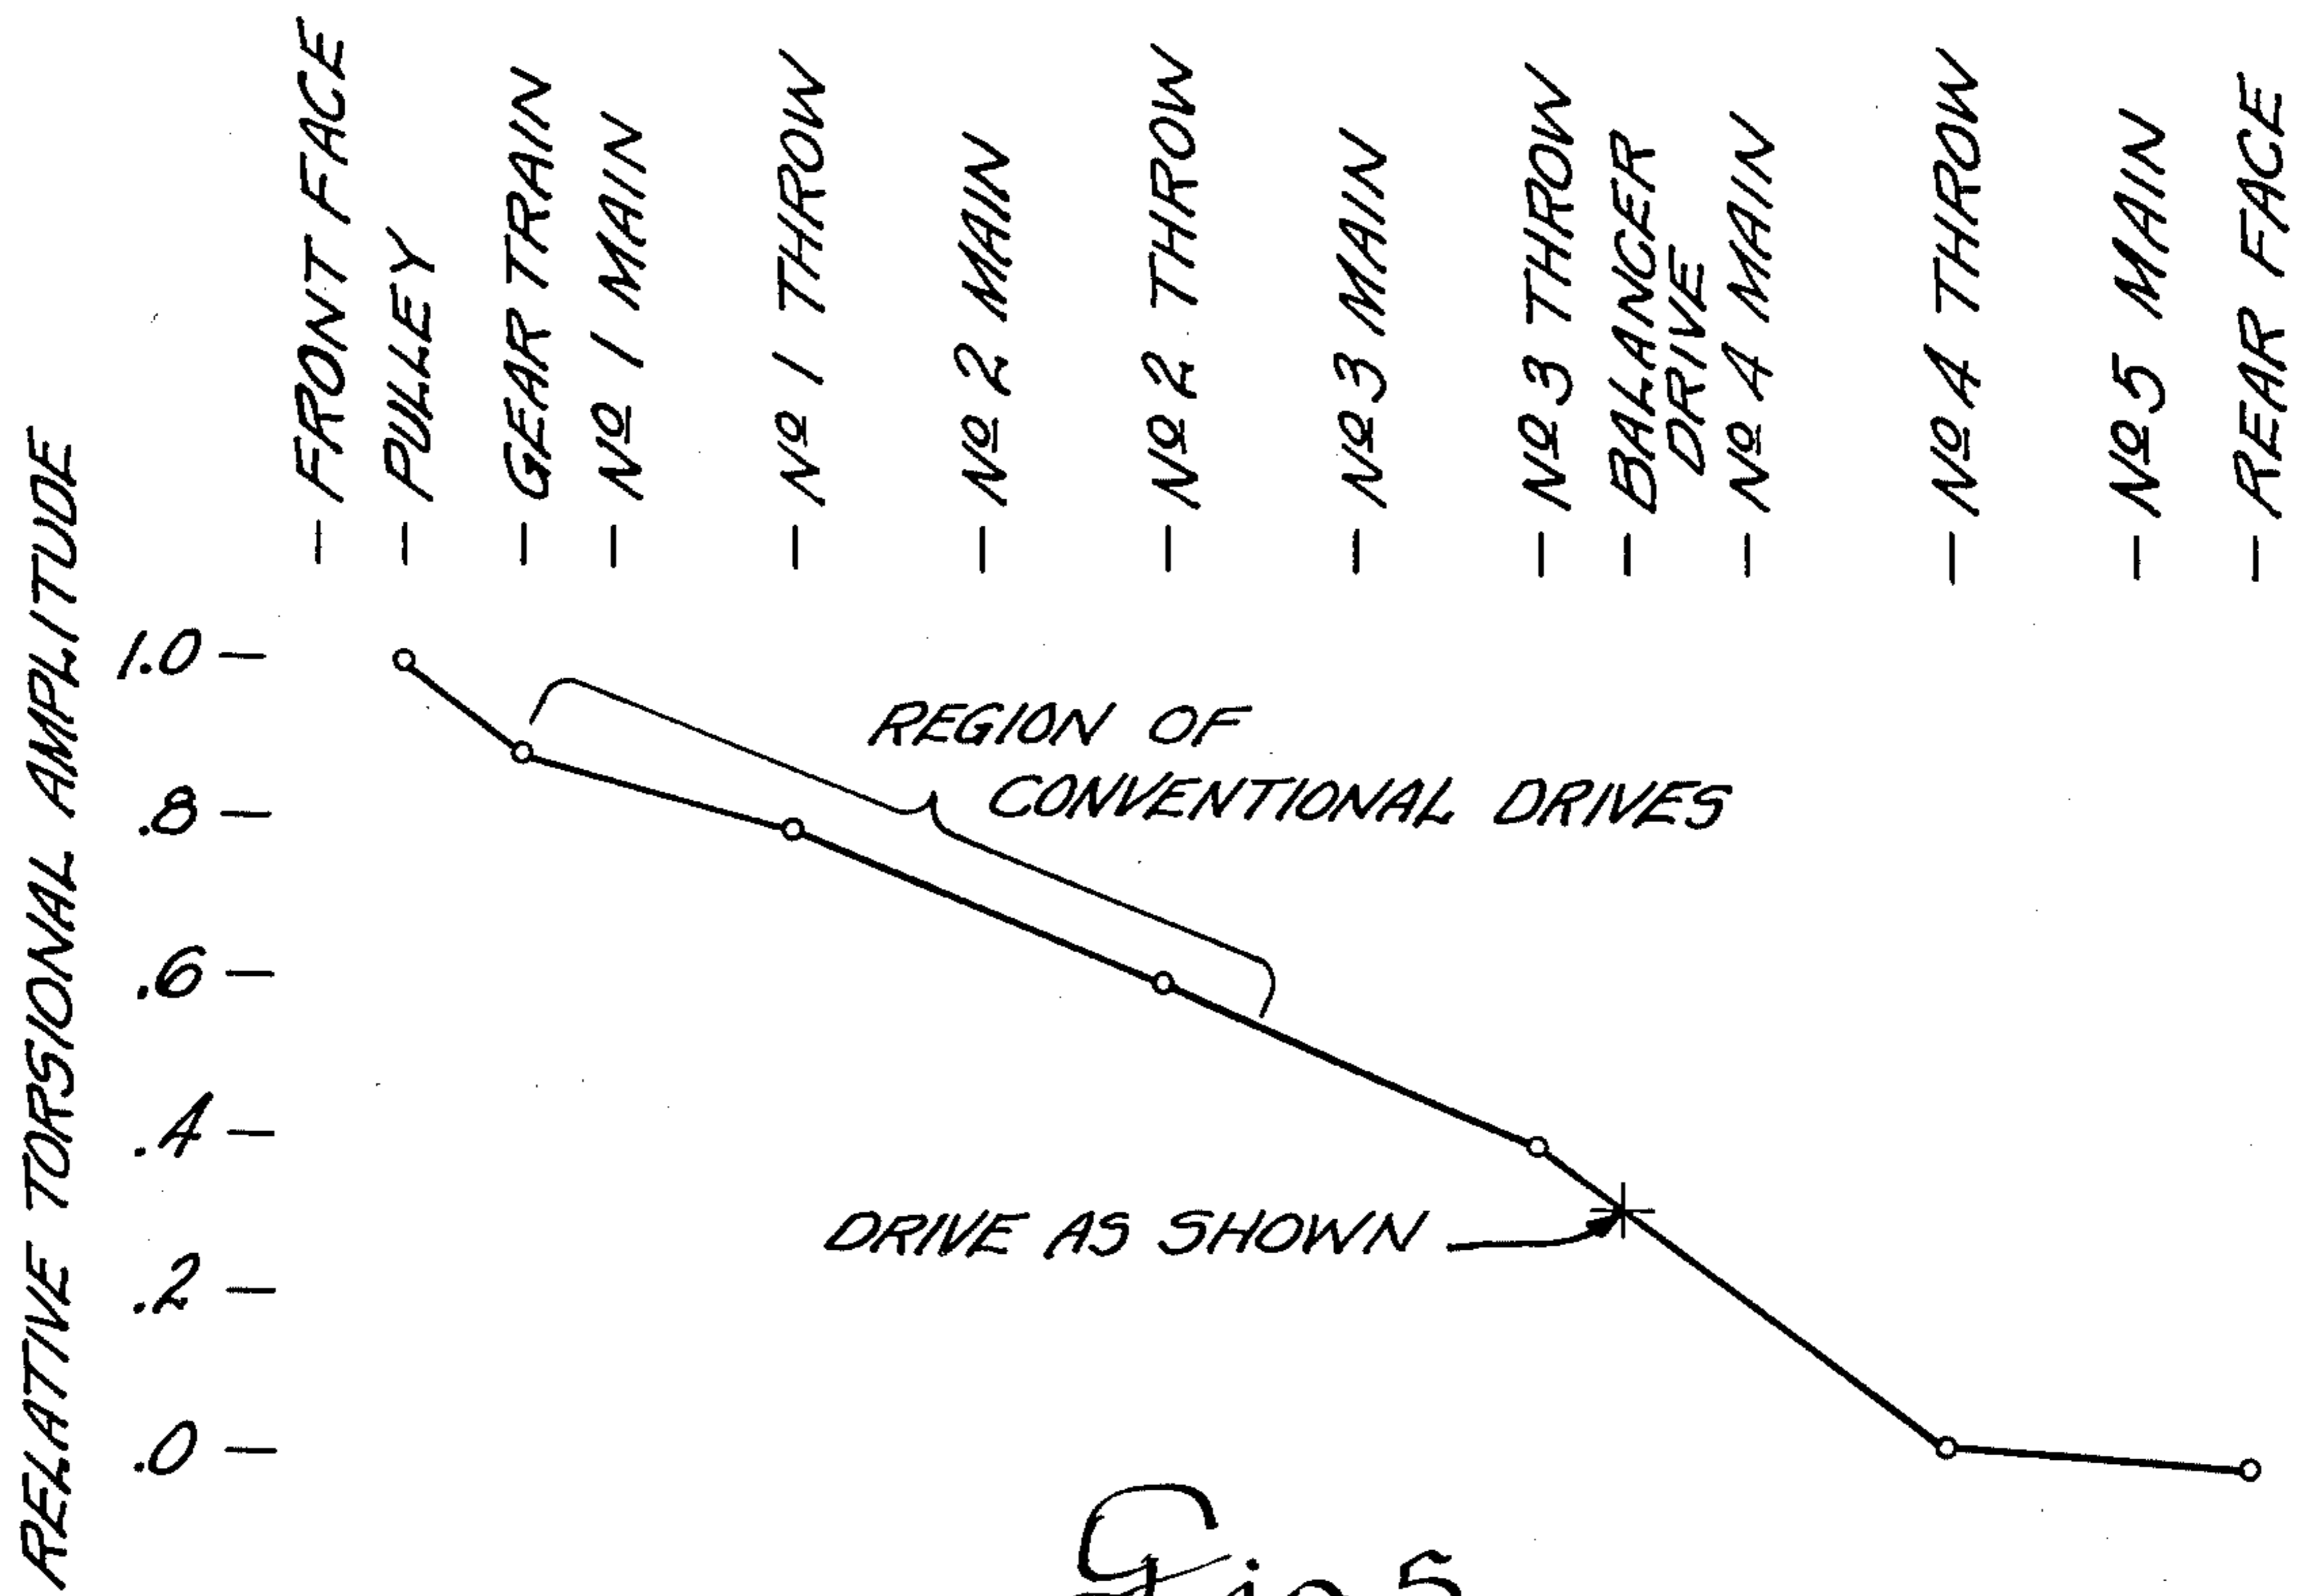 FRONT FACE
PULLEY
GEAR TRAIN
Nº 1 MAIN
Nº 1 THROW
Nº 2 MAIN
Nº 2 THROW
Nº 3 MAIN
Nº 3 THROW
BALANCER
DRIVE
Nº 4 MAIN
Nº 4 THROW
Nº 5 MAIN
REAR FACE
RELATIVE TORSIONAL AMPLITUDE
1.0
.8
.6
.4
.2
.0
REGION OF
CONVENTIONAL DRIVES
DRIVE AS SHOWN
Fig 5